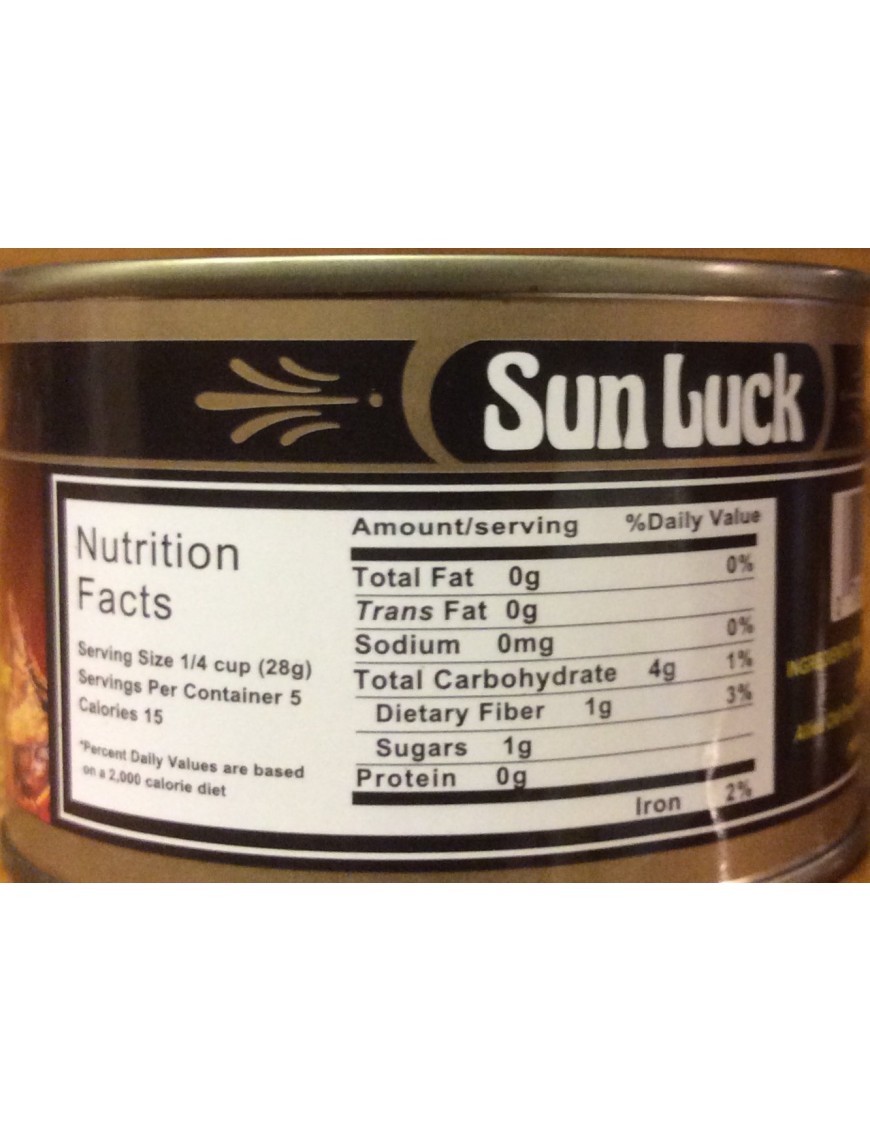 Sun Luck
Nutrition
Facts
Serving Size 1/4 cup (28g)
Servings Per Container 5
Calories 15
*Percent Daily Values are based
on a 2,000 calorie diet
Amount/serving %Daily Value
Total Fat 0g 0%
Trans Fat 0g
Sodium 0mg 0%
Total Carbohydrate 4g 1%
Dietary Fiber 1g 3%
Sugars 1g
Protein 0g
Iron 2%